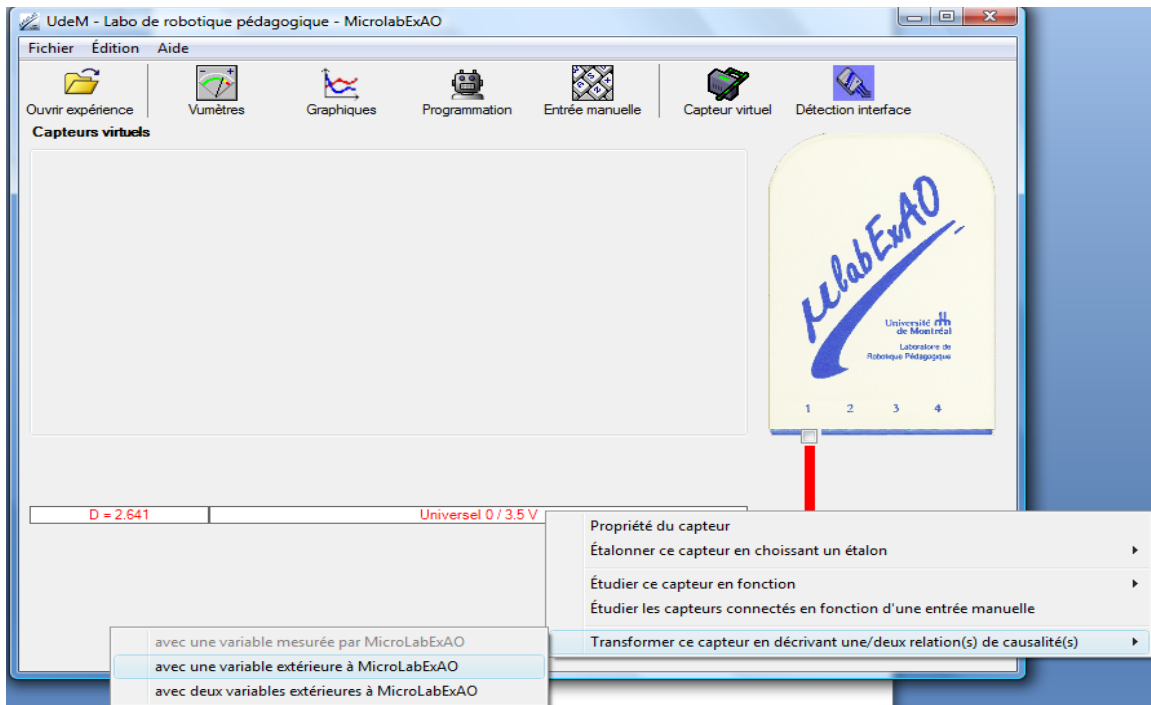 UdeM - Labo de robotique pédagogique - MicrolabExAO
Fichier Édition Aide
Ouvrir expérience Vumètres Graphiques Programmation Entrée manuelle Capteur virtuel Détection interface
Capteurs virtuels
µlabExAO
Université
de Montréal
Laboratoire de
Robotique Pédagogique
1 2 3 4
D = 2.641 Universel 0 / 3.5 V
Propriété du capteur
Étalonner ce capteur en choissant un étalon
Étudier ce capteur en fonction
Étudier les capteurs connectés en fonction d'une entrée manuelle
Transformer ce capteur en décrivant une/deux relation(s) de causalité(s)
avec une variable mesurée par MicroLabExAO
avec une variable extérieure à MicroLabExAO
avec deux variables extérieures à MicroLabExAO